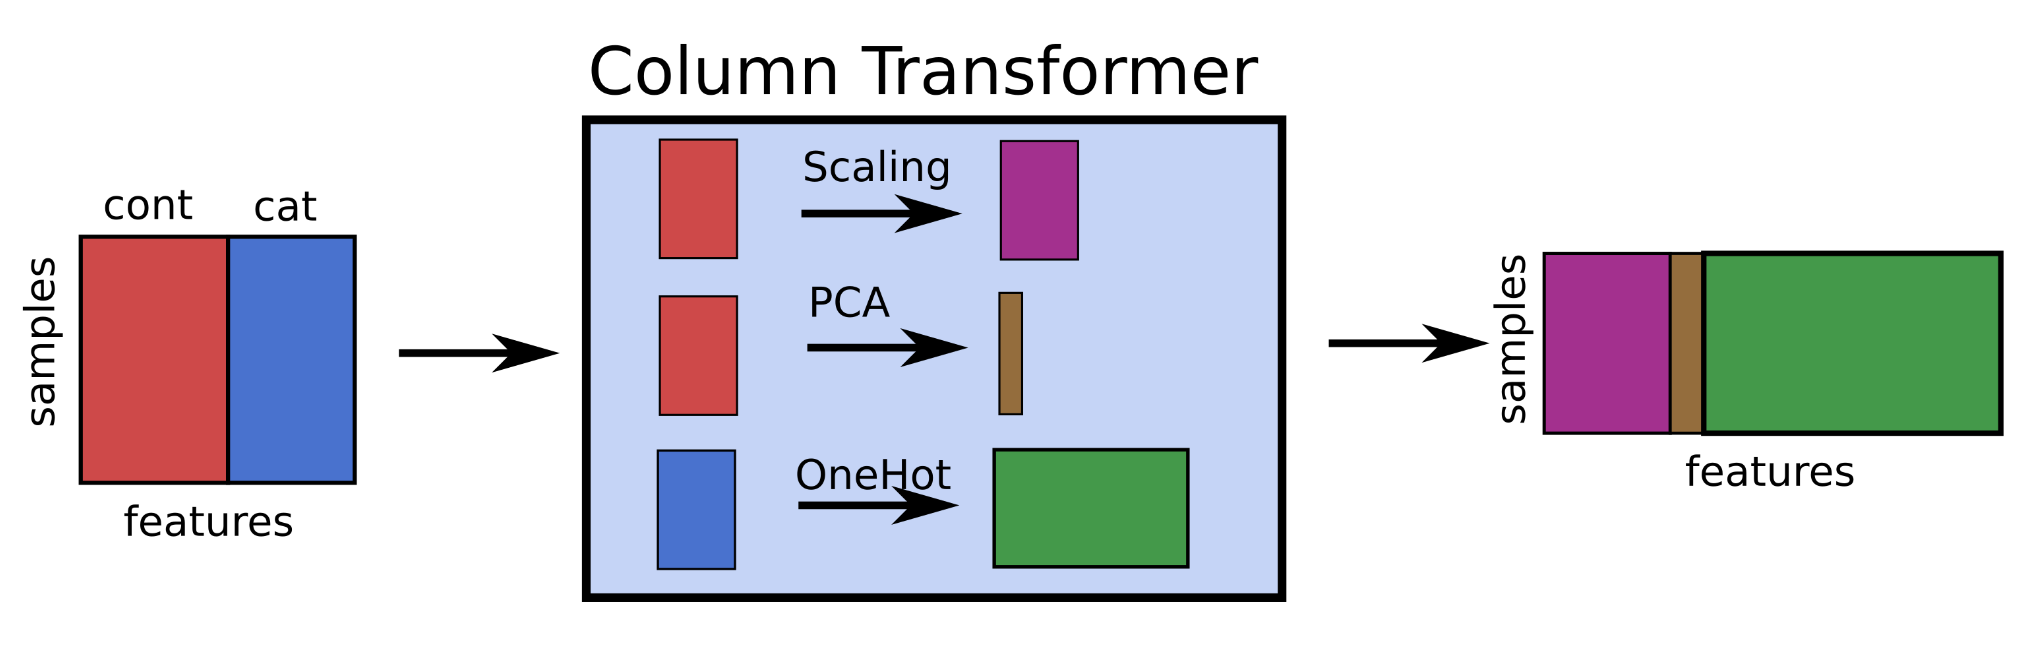 Column Transformer
cont
cat
samples
features
Scaling
PCA
OneHot
samples
features